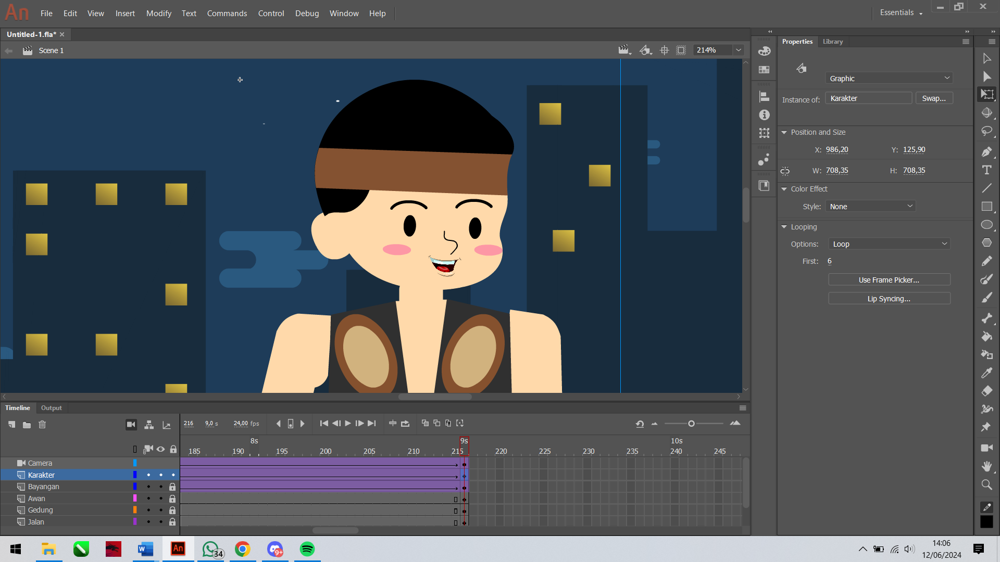 An File Edit View Insert Modify Text Commands Control Debug Window Help Essentials
Untitled-1.fla*
Scene 1 214%
Properties Library
Graphic
Instance of: Karakter Swap...
Position and Size
X: 986,20 Y: 125,90
W: 708,35 H: 708,35
Color Effect
Style: None
Looping
Options: Loop
First: 6
Use Frame Picker...
Lip Syncing...
Timeline Output
216 9,0 s 24,00 fps
8s 9s 10s
185 190 195 200 205 210 215 220 225 230 235 240 245
Camera
Karakter
Bayangan
Awan
Gedung
Jalan
An 34 9+
14:06
12/06/2024